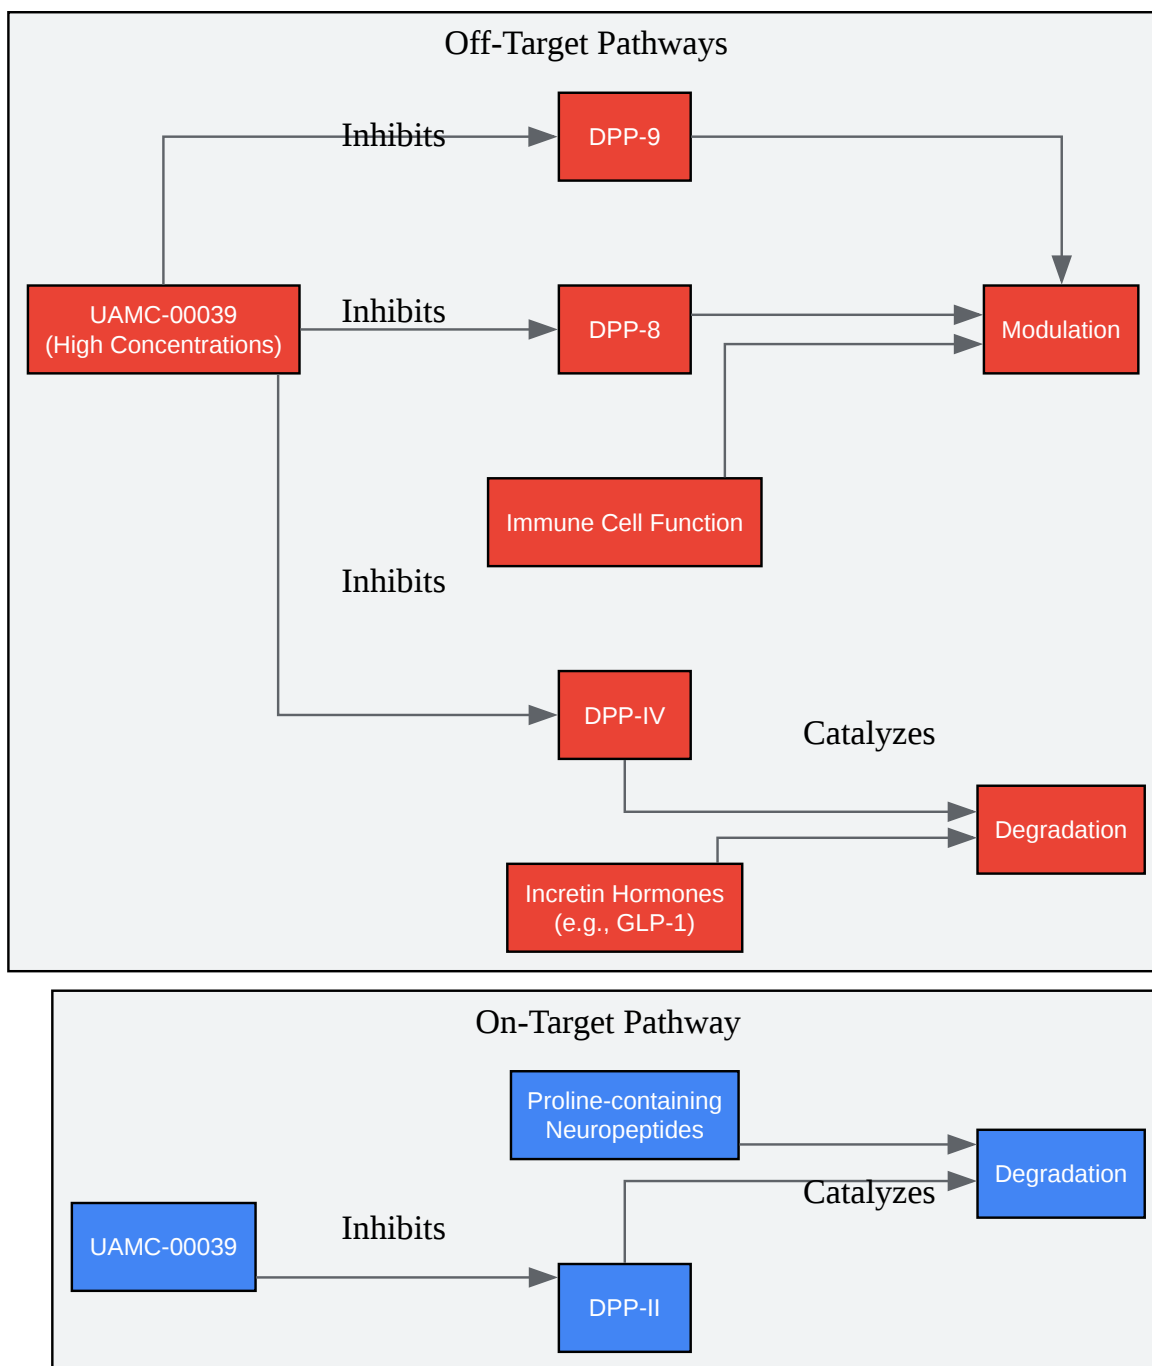 Off-Target Pathways
Inhibits
DPP-9
UAMC-00039
(High Concentrations)
Inhibits
DPP-8
Modulation
Immune Cell Function
Inhibits
DPP-IV
Catalyzes
Degradation
Incretin Hormones
(e.g., GLP-1)
On-Target Pathway
Proline-containing
Neuropeptides
Degradation
Catalyzes
UAMC-00039
Inhibits
DPP-II